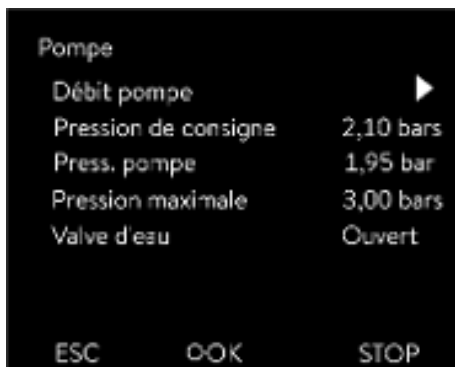 Pompe
Débit pompe
Pression de consigne 2,10 bars
Press. pompe 1,95 bar
Pression maximale 3,00 bars
Valve d'eau Ouvert
ESC OOK STOP